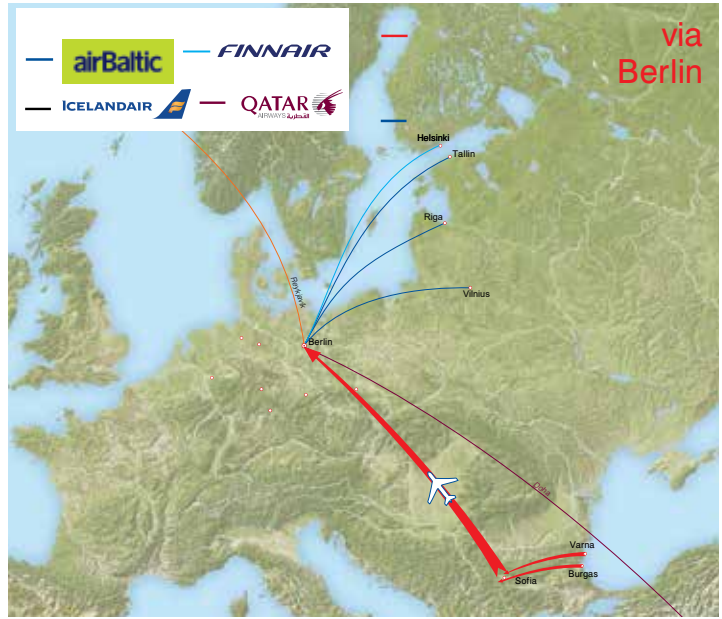 airBaltic
FINNAIR
ICELANDAIR
QATAR
AIRWAYS القطرية
via
Berlin
Helsinki
Tallin
Riga
Vilnius
Reykjavik
Berlin
Doha
Varna
Burgas
Sofia